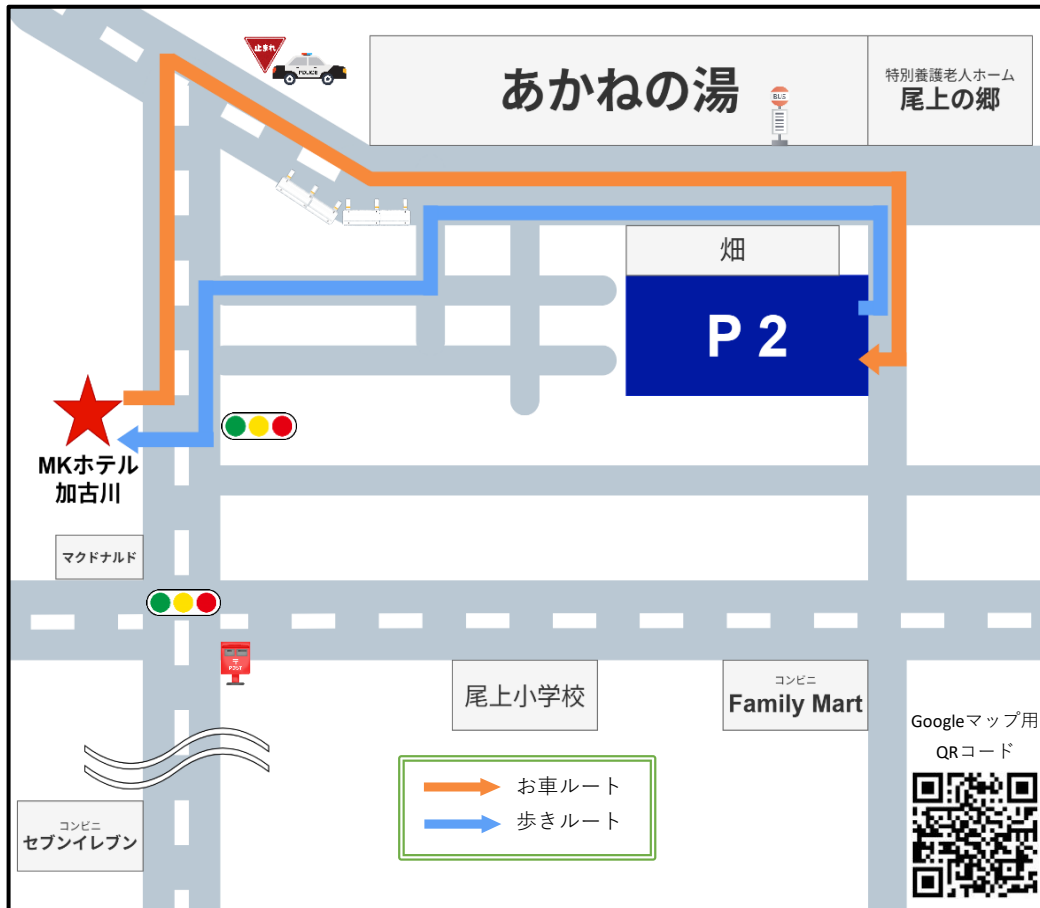 止まれ
POLICE
あかねの湯
BUS
特別養護老人ホーム
尾上の郷
畑
P 2
MKホテル
加古川
マクドナルド
〒
POST
尾上小学校
コンビニ
Family Mart
Googleマップ用
QRコード
お車ルート
歩きルート
コンビニ
セブンイレブン